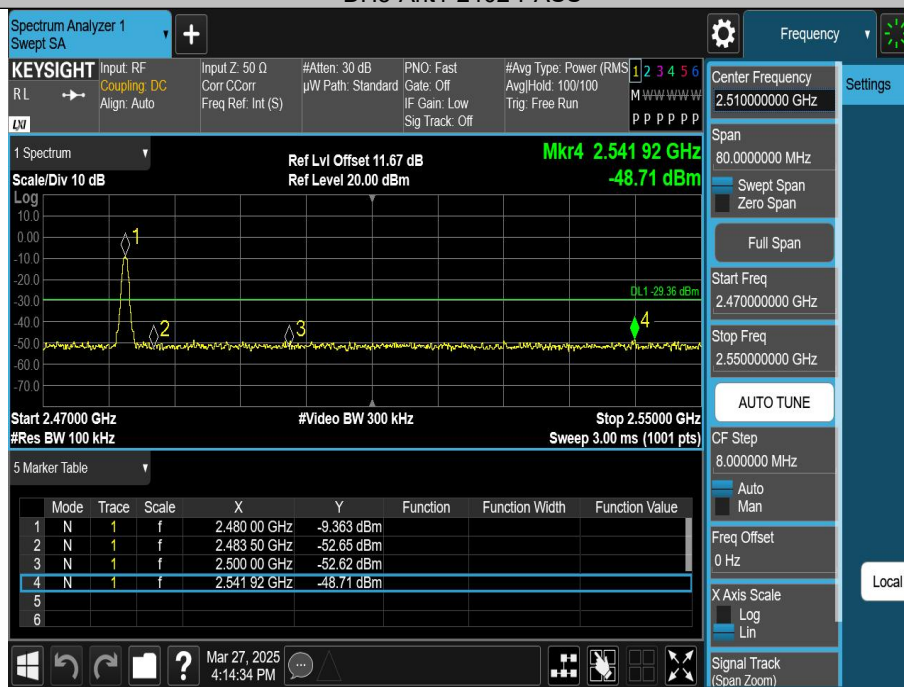 Spectrum Analyzer 1
Swept SA
+
Frequency
KEYSIGHT
RL
LXI
Input: RF
Coupling: DC
Align: Auto
Input Z: 50 Ω
Corr CCorr
Freq Ref: Int (S)
#Atten: 30 dB
µW Path: Standard
PNO: Fast
Gate: Off
IF Gain: Low
Sig Track: Off
#Avg Type: Power (RMS
Avg|Hold: 100/100
Trig: Free Run
1 2 3 4 5 6
M W W W W W
P P P P P P
1 Spectrum
Scale/Div 10 dB
Ref Lvl Offset 11.67 dB
Ref Level 20.00 dBm
Mkr4 2.541 92 GHz
-48.71 dBm
Log
10.0
0.00
-10.0
-20.0
-30.0
-40.0
-50.0
-60.0
-70.0
1
2
3
4
DL1 -29.36 dBm
Start 2.47000 GHz
#Res BW 100 kHz
#Video BW 300 kHz
Stop 2.55000 GHz
Sweep 3.00 ms (1001 pts)
5 Marker Table
Mode Trace Scale X Y Function Function Width Function Value
1 N 1 f 2.480 00 GHz -9.363 dBm
2 N 1 f 2.483 50 GHz -52.65 dBm
3 N 1 f 2.500 00 GHz -52.62 dBm
4 N 1 f 2.541 92 GHz -48.71 dBm
5
6
Mar 27, 2025
4:14:34 PM
?
Center Frequency
2.510000000 GHz
Span
80.0000000 MHz
Swept Span
Zero Span
Full Span
Start Freq
2.470000000 GHz
Stop Freq
2.550000000 GHz
AUTO TUNE
CF Step
8.000000 MHz
Auto
Man
Freq Offset
0 Hz
X Axis Scale
Log
Lin
Signal Track
(Span Zoom)
Settings
Local